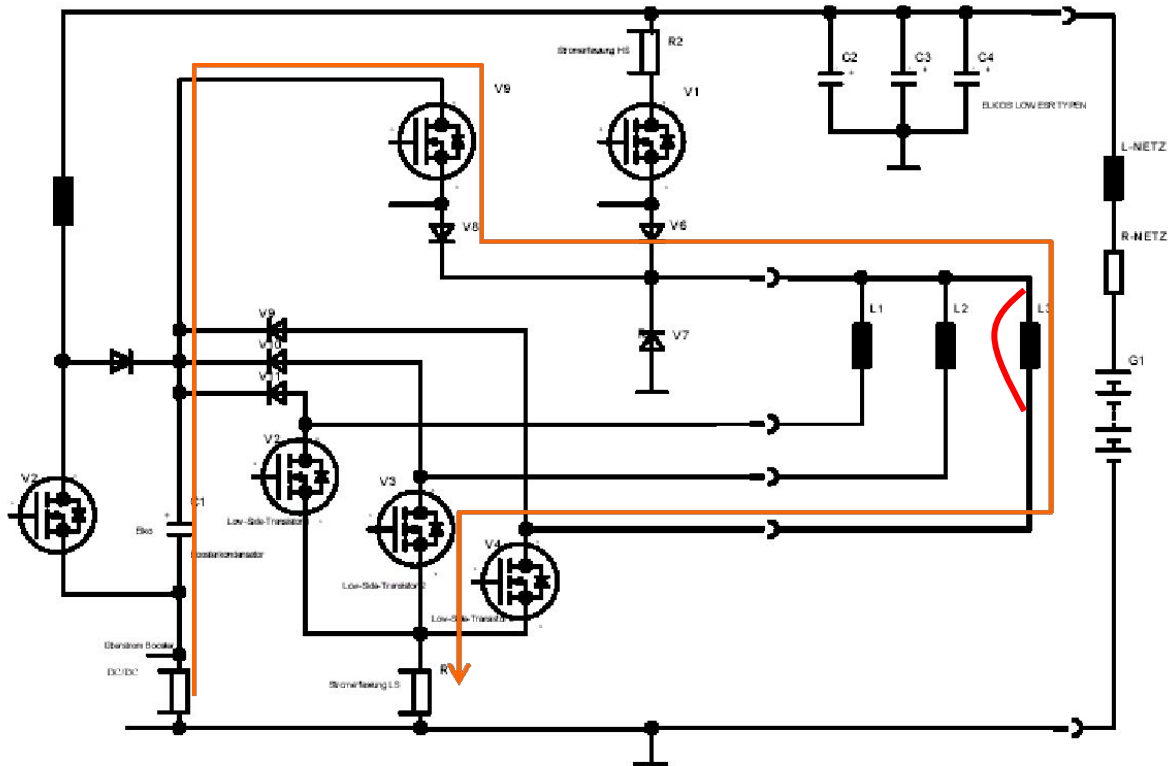 R2
Stromerfassung HS
V9
V1
C2
C3
C4
ELKOS LOW ESR TYPEN
L-NETZ
R-NETZ
V8
V6
V9
V10
V11
V7
L1
L2
L3
G1
V2
V2
C1
V3
Elko
Boosterkondensator
Low-Side-Transistor
V4
Low-Side-Transistor 2
Low-Side-Transistor
Überstrom Booster
DC/DC
Stromerfassung LS
R